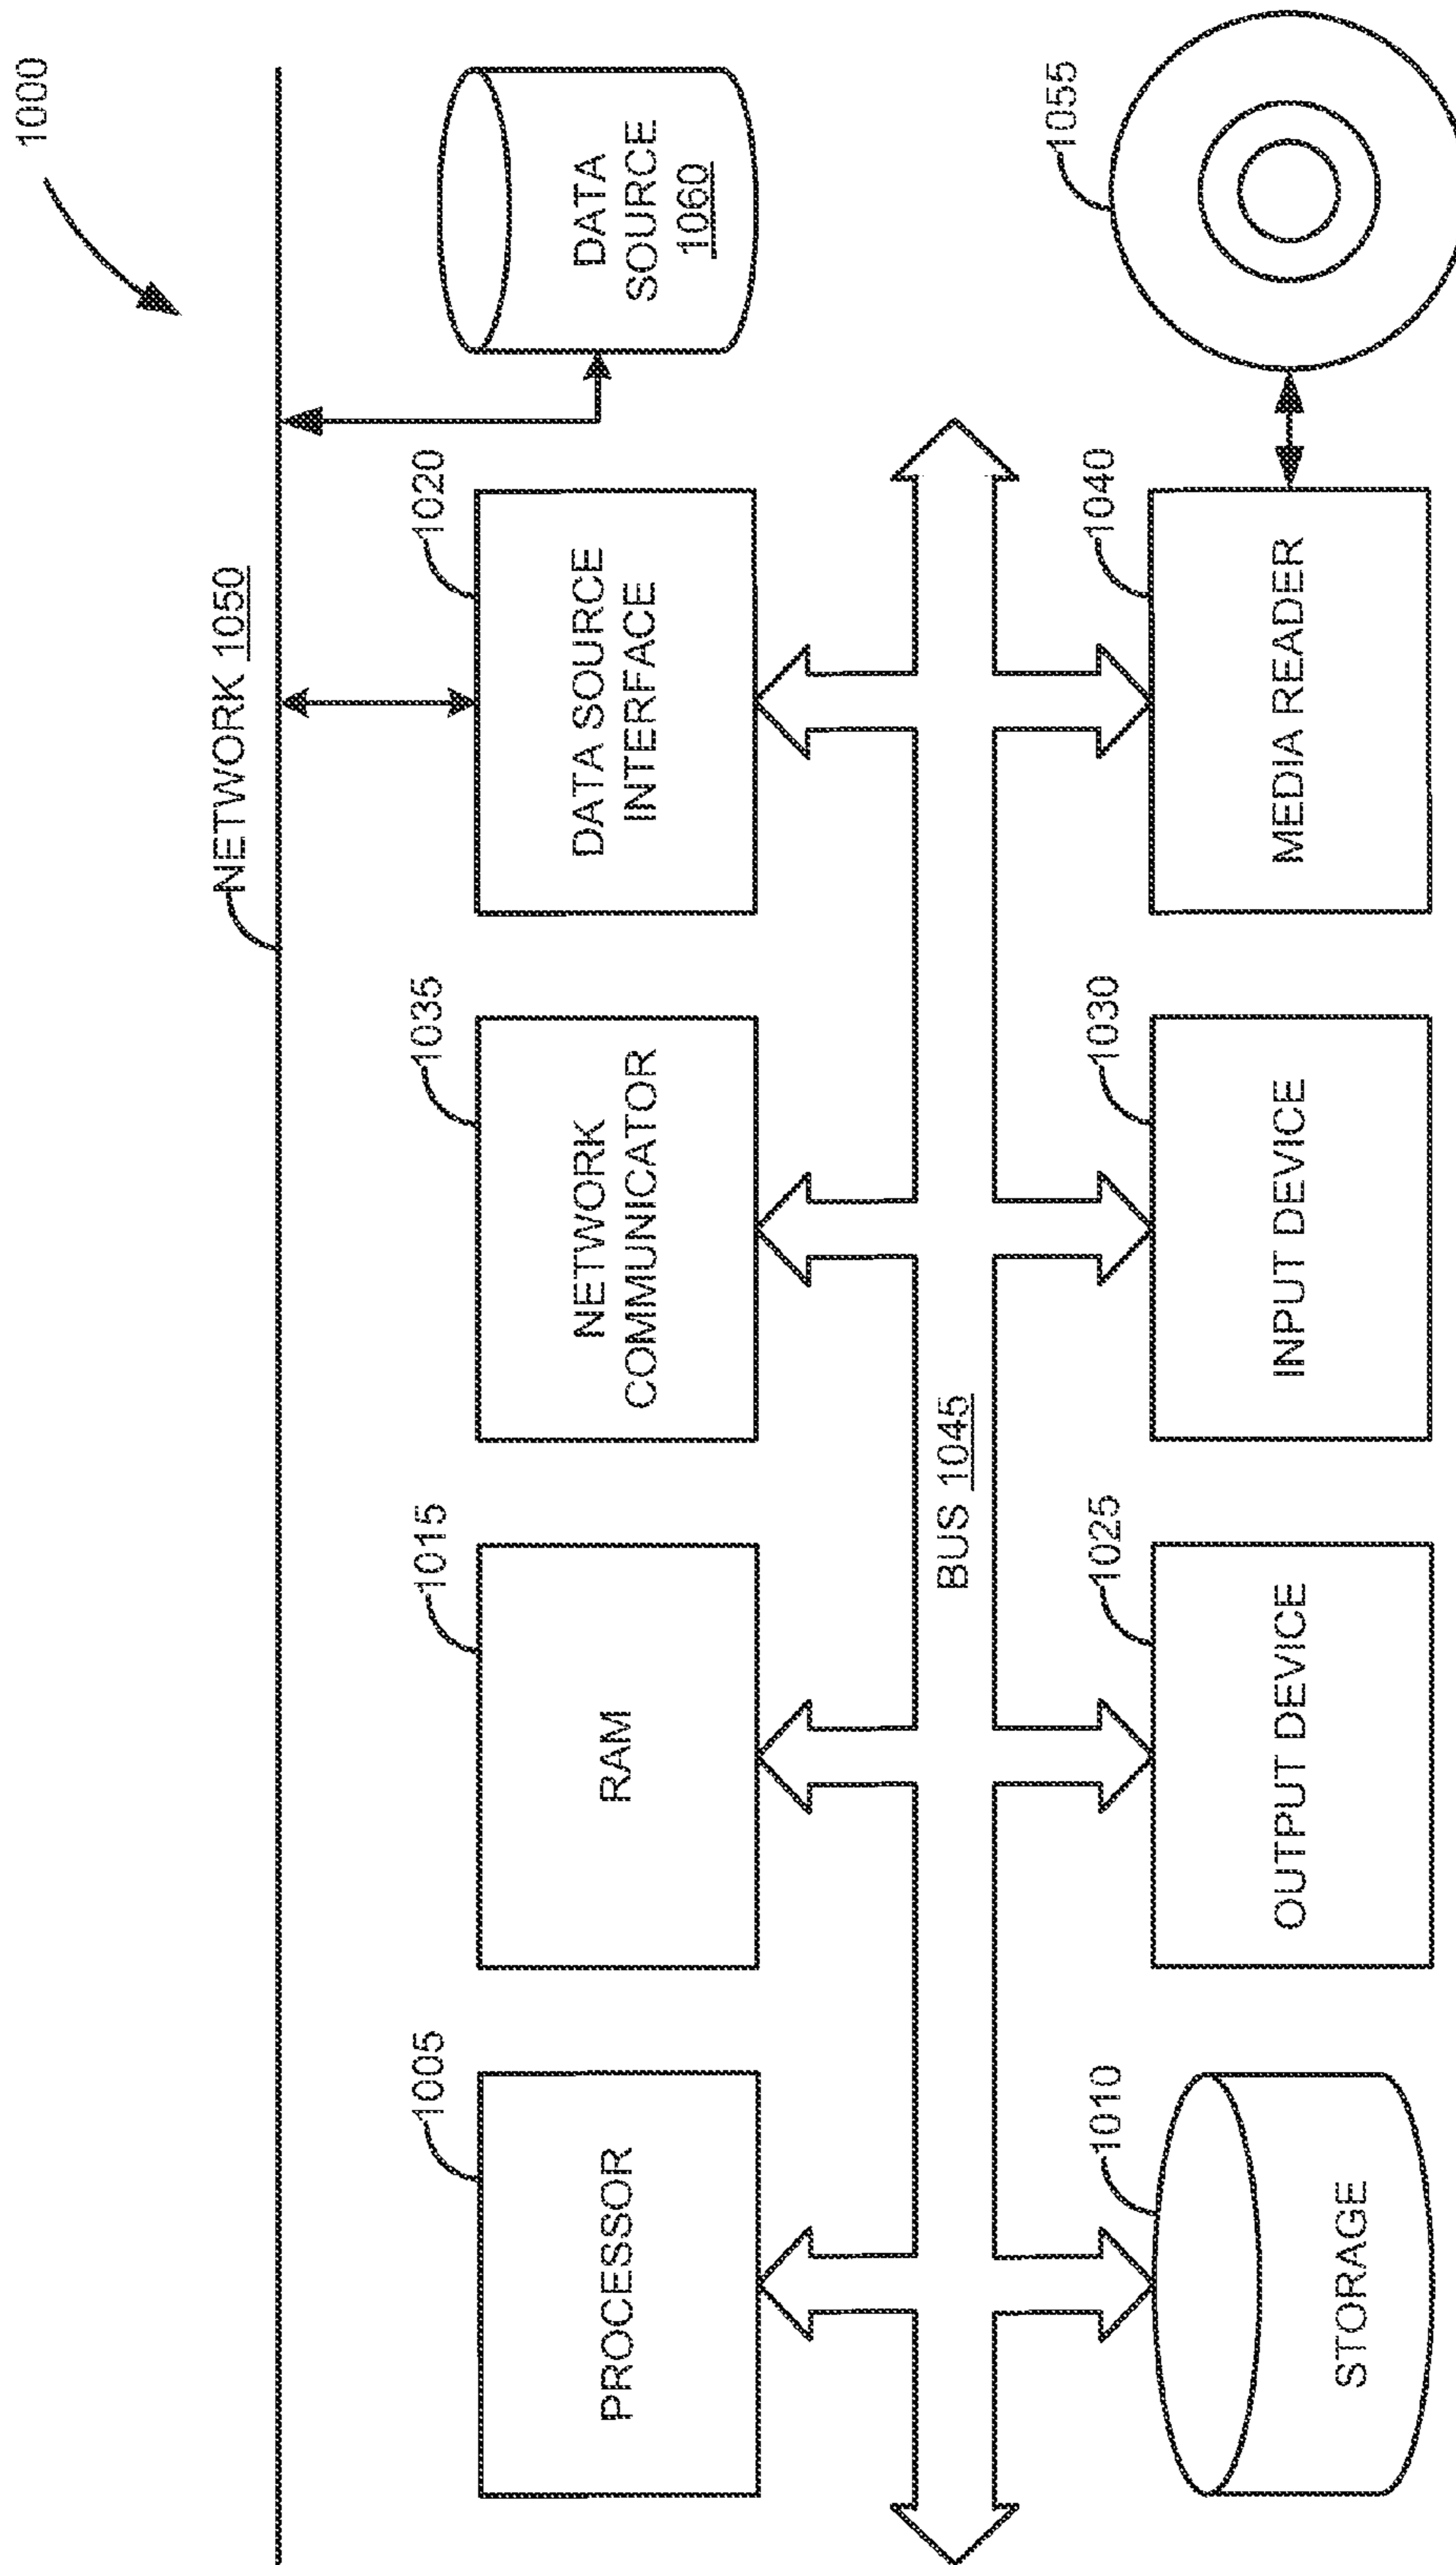 1000
NETWORK 1050
1005
PROCESSOR
1015
RAM
1035
NETWORK
COMMUNICATOR
1020
DATA SOURCE
INTERFACE
DATA
SOURCE
1060
BUS 1045
1010
STORAGE
1025
OUTPUT DEVICE
1030
INPUT DEVICE
1040
MEDIA READER
1055